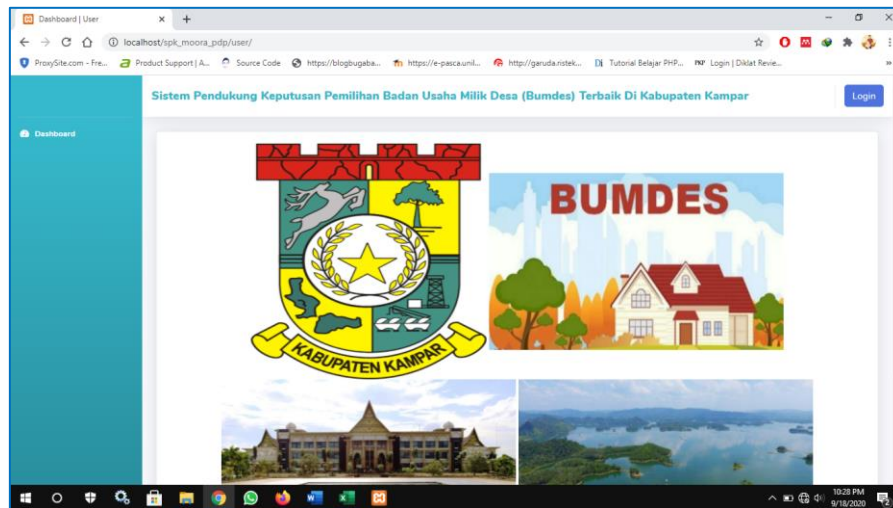 Dashboard | User
localhost/spk_moora_pdp/user/
ProxySite.com - Fre...
Product Support | A...
Source Code
https://blogbugaba...
https://e-pasca.unil...
http://garuda.ristek...
Tutorial Belajar PHP...
Login | Diklat Revie...
Sistem Pendukung Keputusan Pemilihan Badan Usaha Milik Desa (Bumdes) Terbaik Di Kabupaten Kampar
Login
Dashboard
BUMDES
KABUPATEN KAMPAR
10:28 PM
9/18/2020